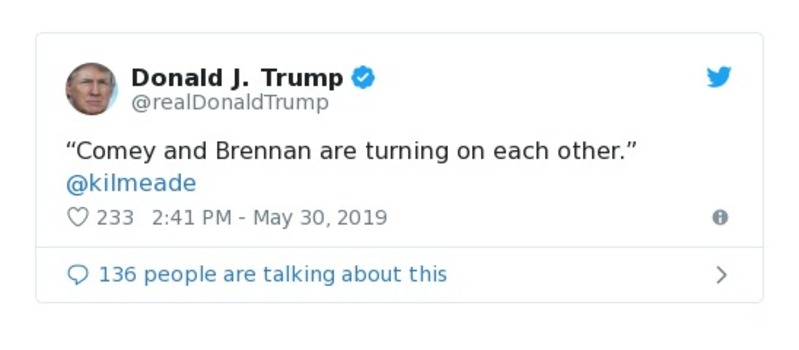 Donald J. Trump
@realDonaldTrump
“Comey and Brennan are turning on each other.”
@kilmeade
233 2:41 PM - May 30, 2019
136 people are talking about this